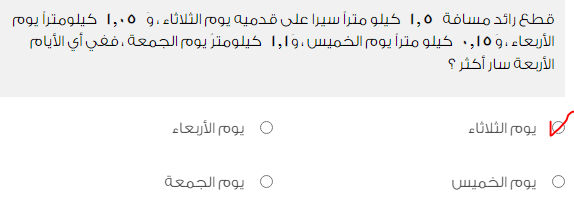 قطع رائد مسافة ١,٥ كيلو متراً سيرا على قدميه يوم الثلاثاء ، وَ ١,٠٥ كيلومتراً يوم
الأربعاء ، وَ ٠,١٥ كيلو متراً يوم الخميس ، وَ ١,١ كيلومترَ يوم الجمعة ، ففي أي الأيام
الأربعة سار أكثر ؟
يوم الثلاثاء
يوم الأربعاء
يوم الخميس
يوم الجمعة